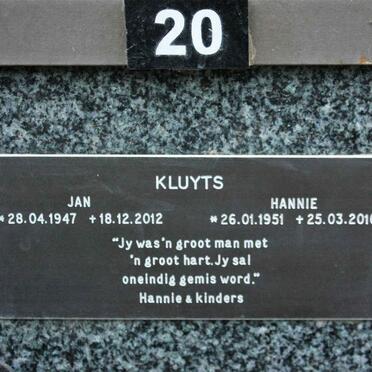 20
KLUYTS
JAN HANNIE
*28.04.1947 +18.12.2012 *26.01.1951 +25.03.201
"Jy was 'n groot man met
'n groot hart. Jy sal
oneindig gemis word."
Hannie & kinders